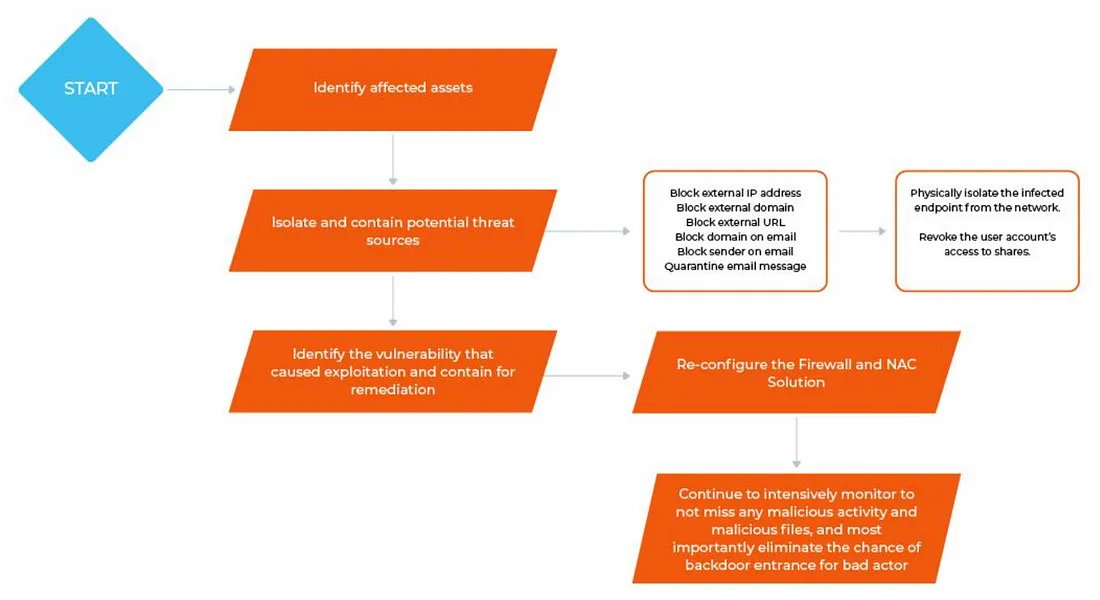 START
Identify affected assets
Isolate and contain potential threat
sources
Block external IP address
Block external domain
Block external URL
Block domain on email
Block sender on email
Quarantine email message
Physically isolate the infected
endpoint from the network.
Revoke the user account's
access to shares.
Identify the vulnerability that
caused exploitation and contain for
remediation
Re-configure the Firewall and NAC
Solution
Continue to intensively monitor to
not miss any malicious activity and
malicious files, and most
importantly eliminate the chance of
backdoor entrance for bad actor